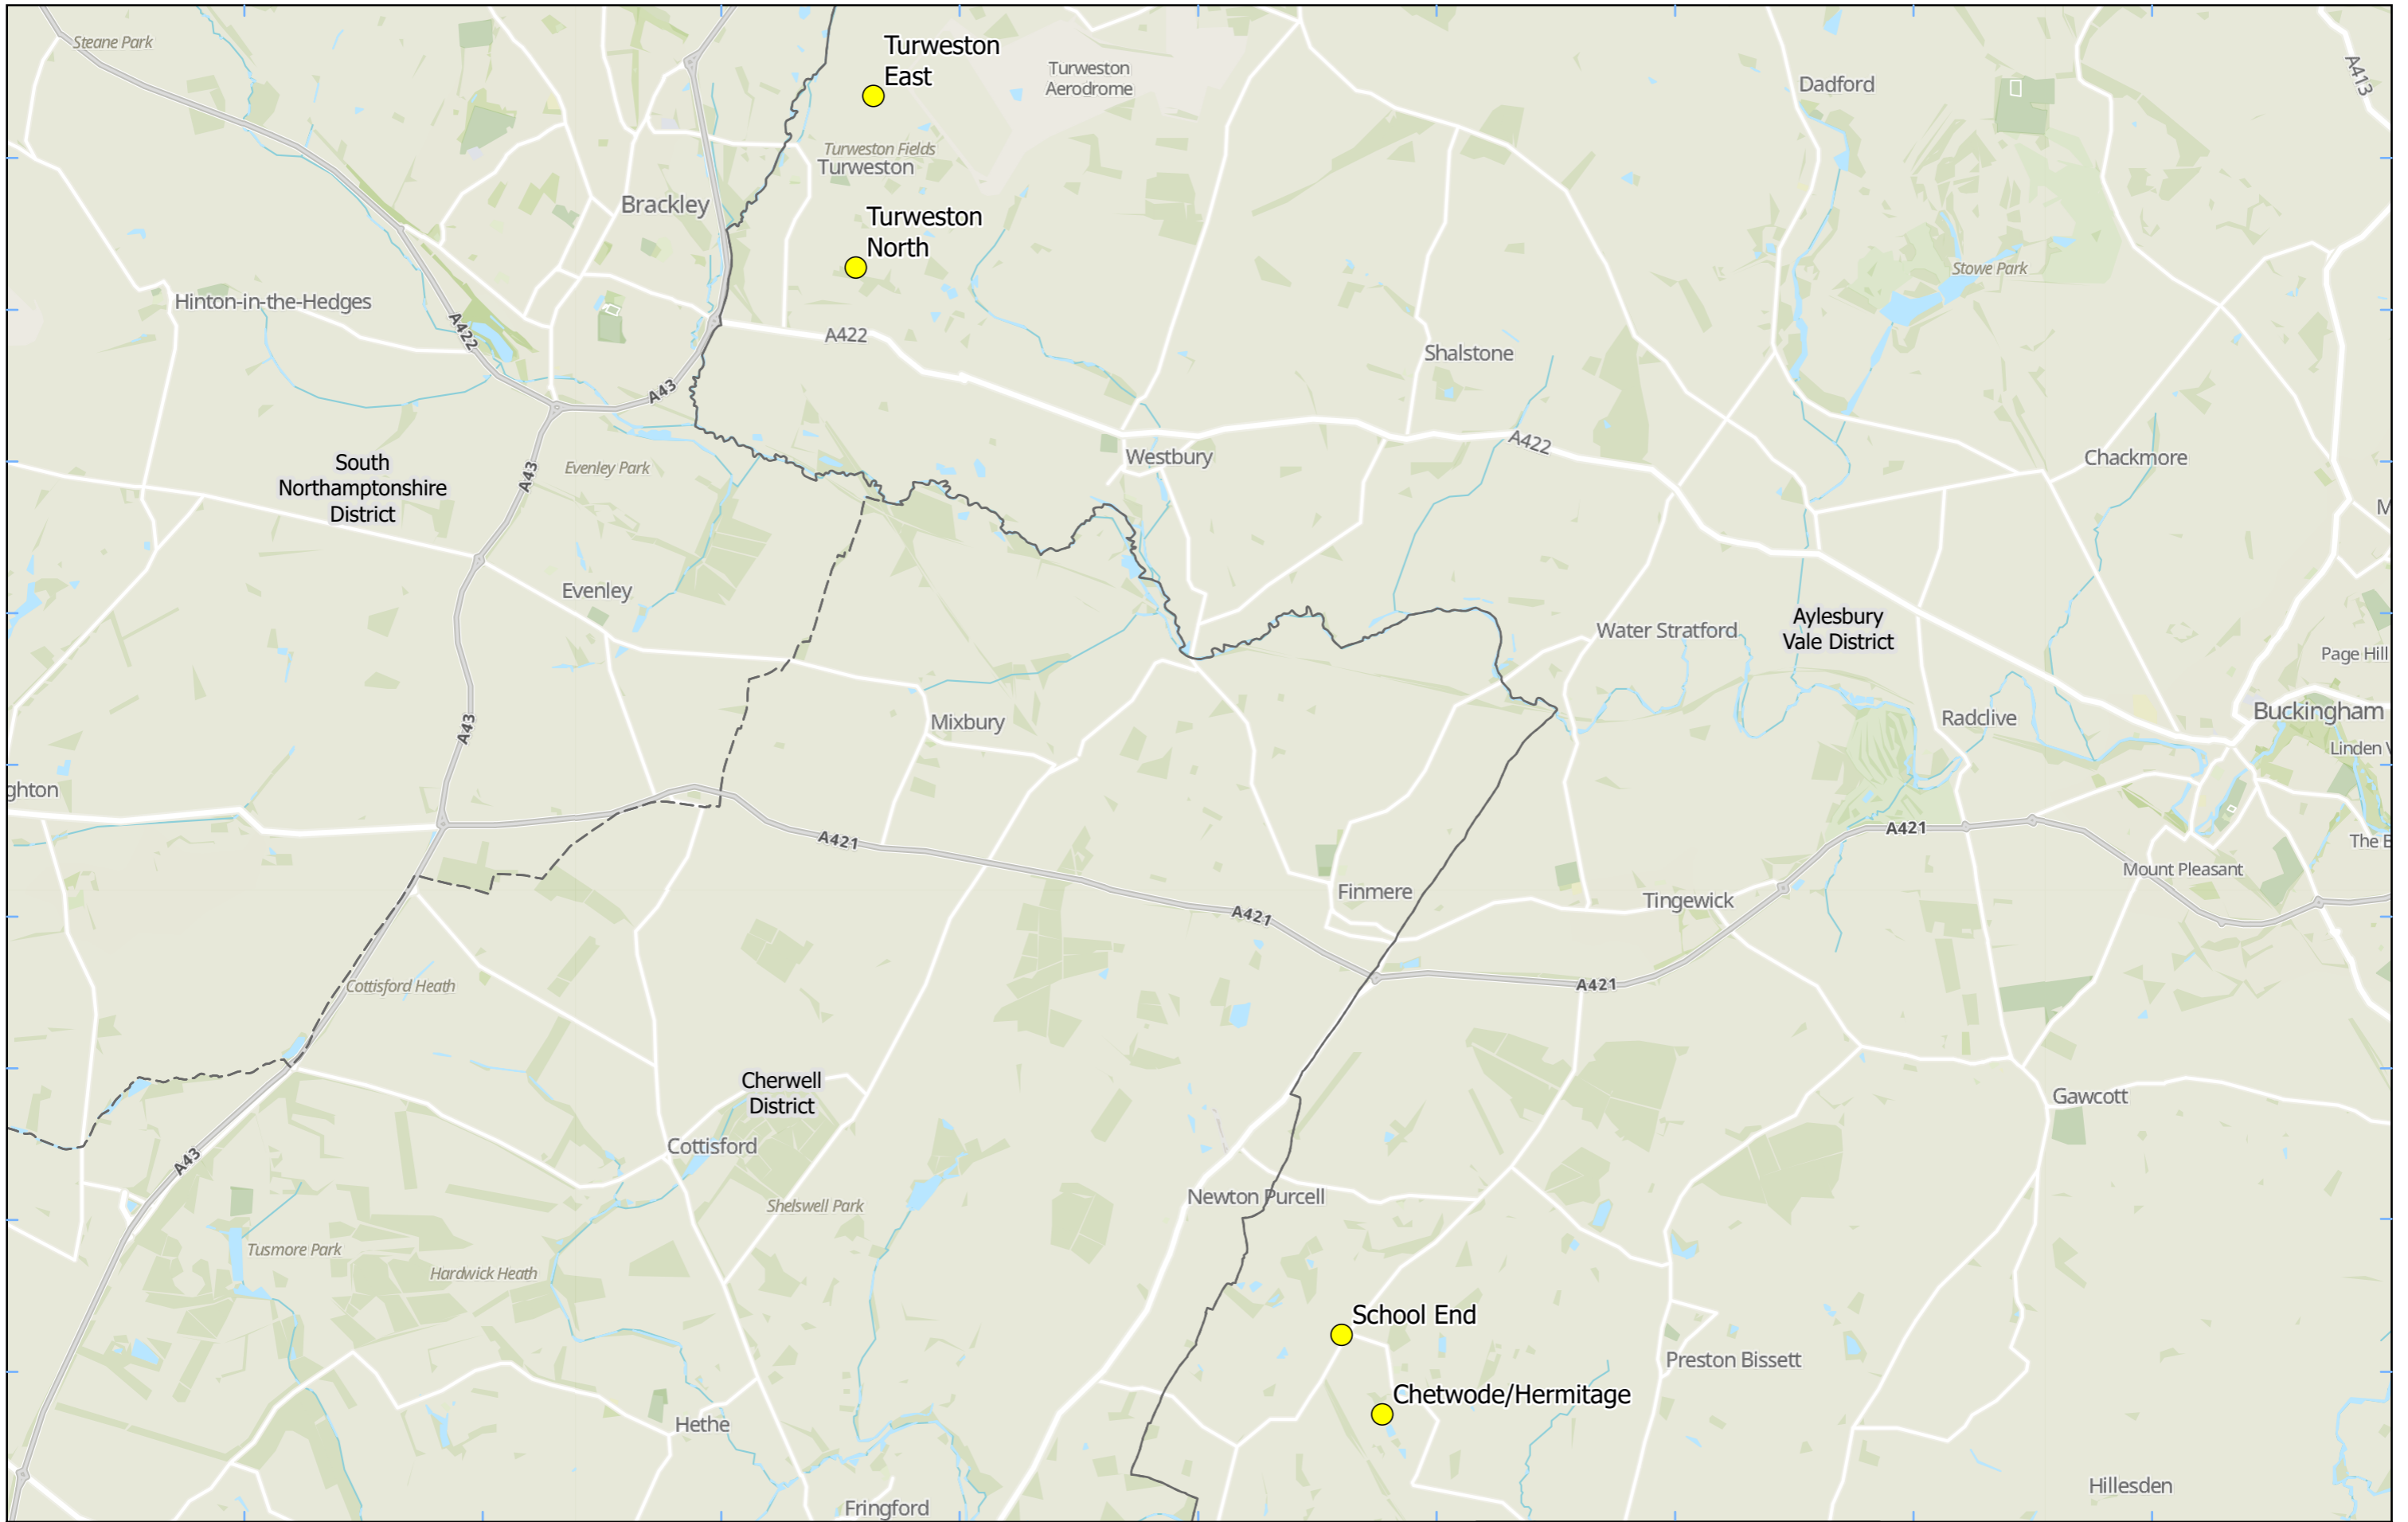 Steane Park
Turweston
East
Turweston
Aerodrome
Dadford
A413
Turweston Fields
Turweston
Brackley
Turweston
North
Stowe Park
Hinton-in-the-Hedges
A422
A422
Shalstone
A43
A422
Westbury
Chackmore
South
Northamptonshire
District
Evenley Park
A43
M
Evenley
Aylesbury
Vale District
Water Stratford
Page Hill
Mixbury
Radclive
Buckingham
A43
Linden V
ghton
A421
A421
The B
Mount Pleasant
Finmere
Tingewick
A421
Cottisford Heath
A421
Cherwell
District
Gawcott
Cottisford
A43
Newton Purcell
Shelswell Park
Tusmore Park
Hardwick Heath
School End
Preston Bissett
Chetwode/Hermitage
Hethe
Hillesden
Fringford